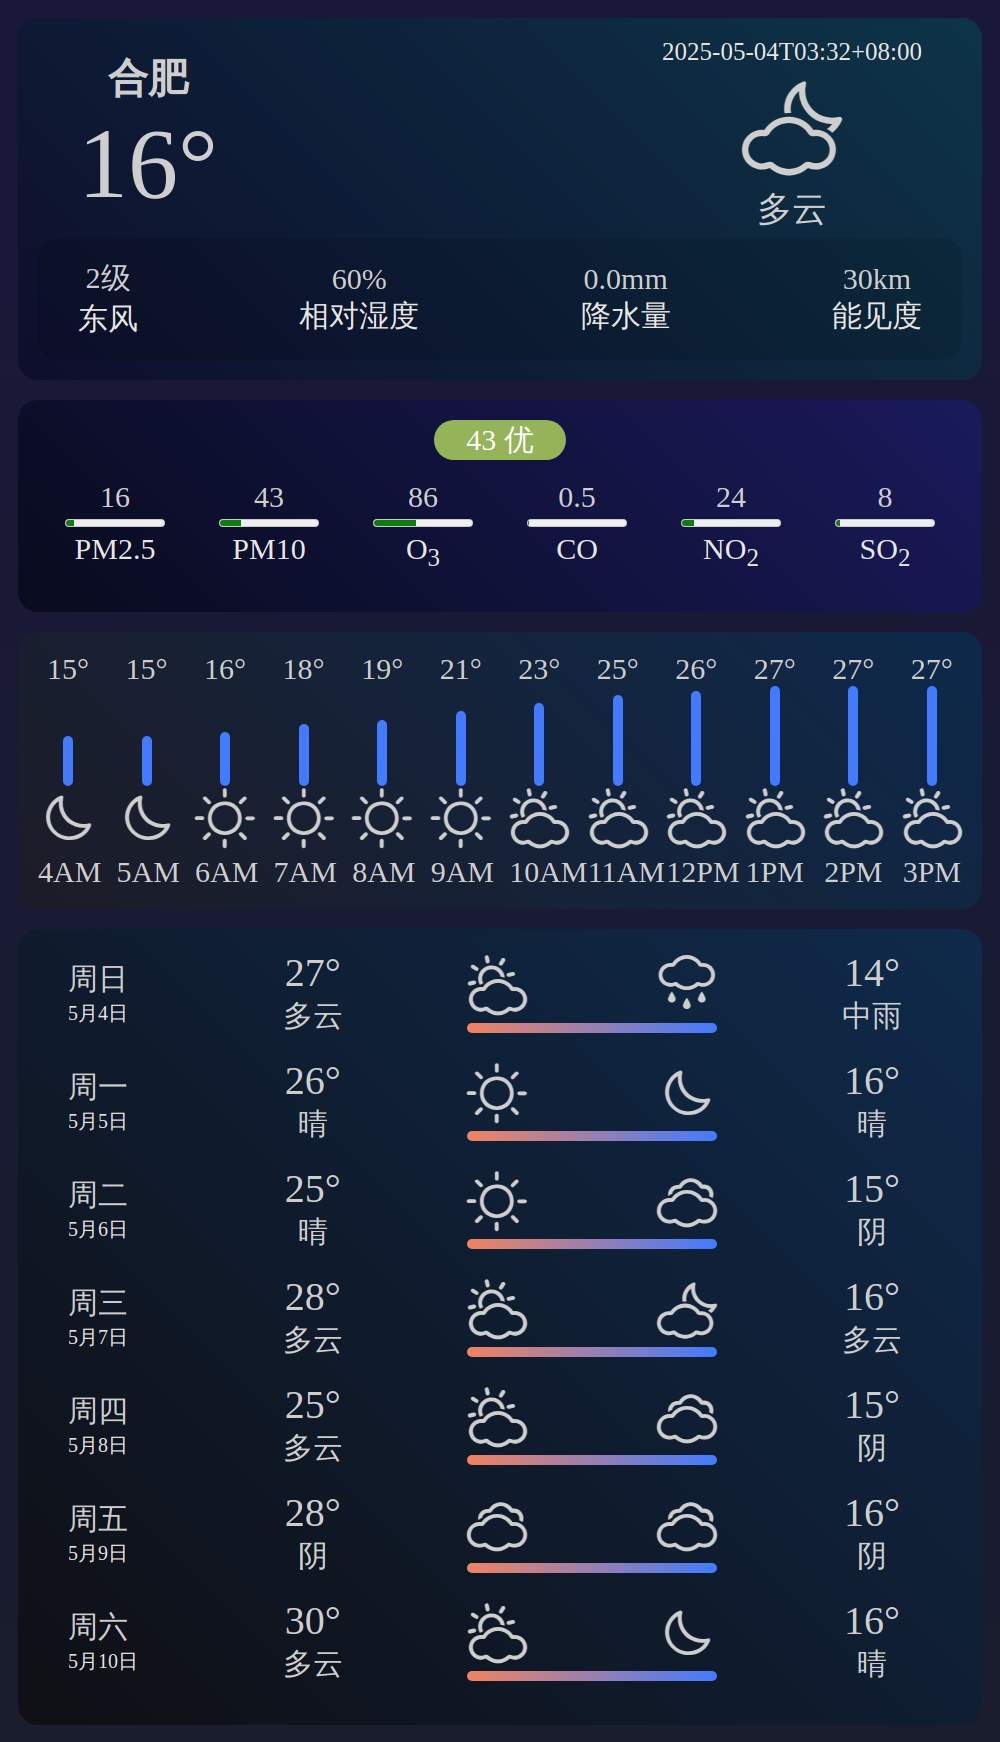 合肥
16°
2025-05-04T03:32+08:00
多云
2级 60% 0.0mm 30km
东风 相对湿度 降水量 能见度
43 优
16 43 86 0.5 24 8
PM2.5 PM10 O3 CO NO2 SO2
15° 15° 16° 18° 19° 21° 23° 25° 26° 27° 27° 27°
4AM 5AM 6AM 7AM 8AM 9AM 10AM 11AM 12PM 1PM 2PM 3PM
周日 27° 14°
5月4日 多云 中雨
周一 26° 16°
5月5日 晴 晴
周二 25° 15°
5月6日 晴 阴
周三 28° 16°
5月7日 多云 多云
周四 25° 15°
5月8日 多云 阴
周五 28° 16°
5月9日 阴 阴
周六 30° 16°
5月10日 多云 晴